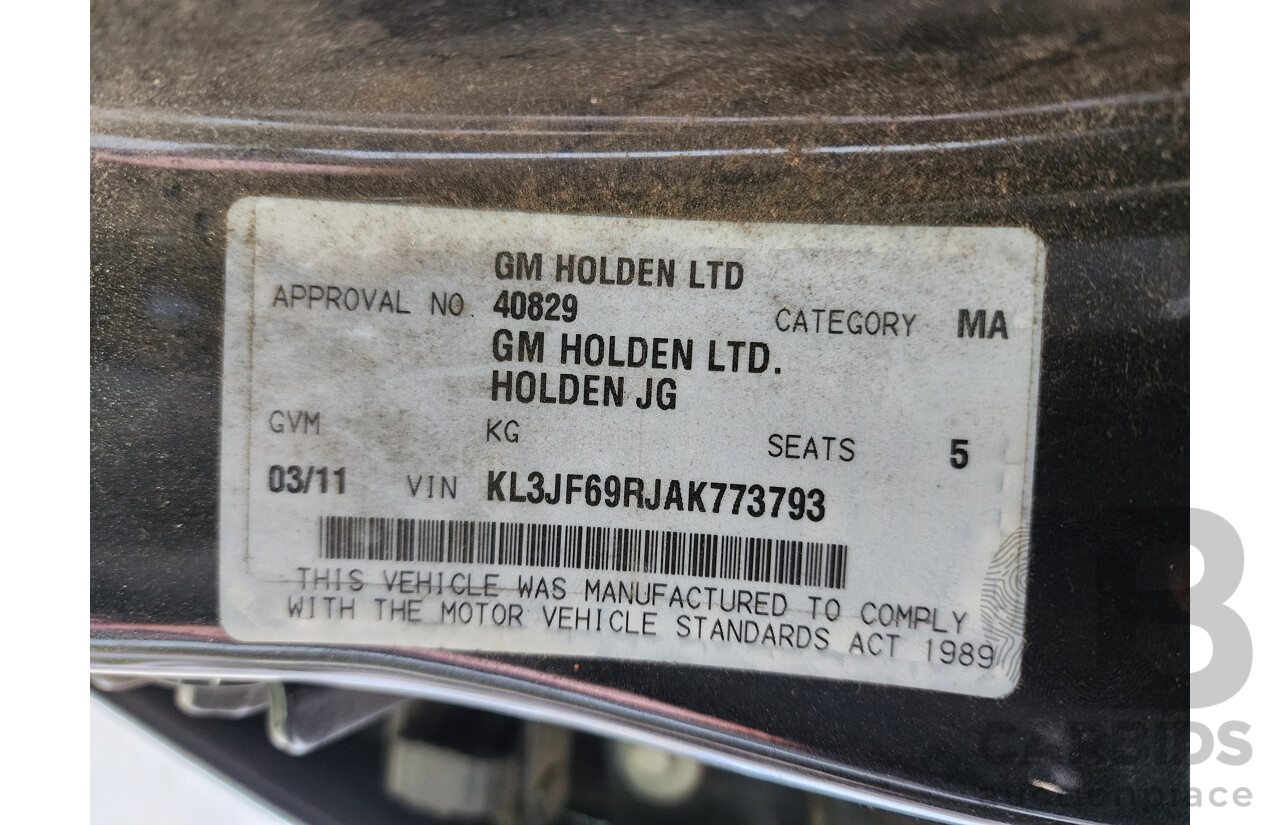 GM HOLDEN LTD
APPROVAL NO. 40829 CATEGORY MA
GM HOLDEN LTD.
HOLDEN JG
GVM KG SEATS 5
03/11 VIN KL3JF69RJAK773793
THIS VEHICLE WAS MANUFACTURED TO COMPLY
WITH THE MOTOR VEHICLE STANDARDS ACT 1989
B
CARBIDS